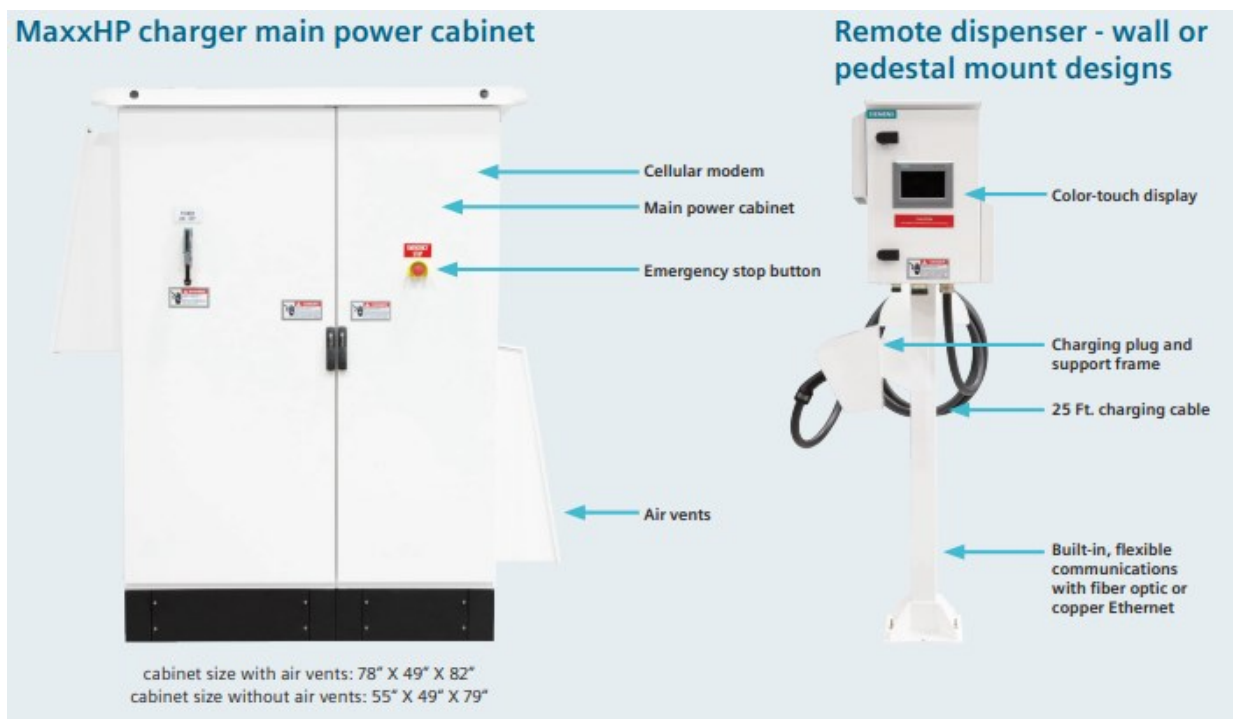 MaxxHP charger main power cabinet
Remote dispenser - wall or
pedestal mount designs
Cellular modem
Main power cabinet
Emergency stop button
Air vents
cabinet size with air vents: 78” X 49” X 82”
cabinet size without air vents: 55” X 49” X 79”
EMERGENCY
STOP
SIEMENS
Color-touch display
Charging plug and
support frame
25 Ft. charging cable
Built-in, flexible
communications
with fiber optic or
copper Ethernet